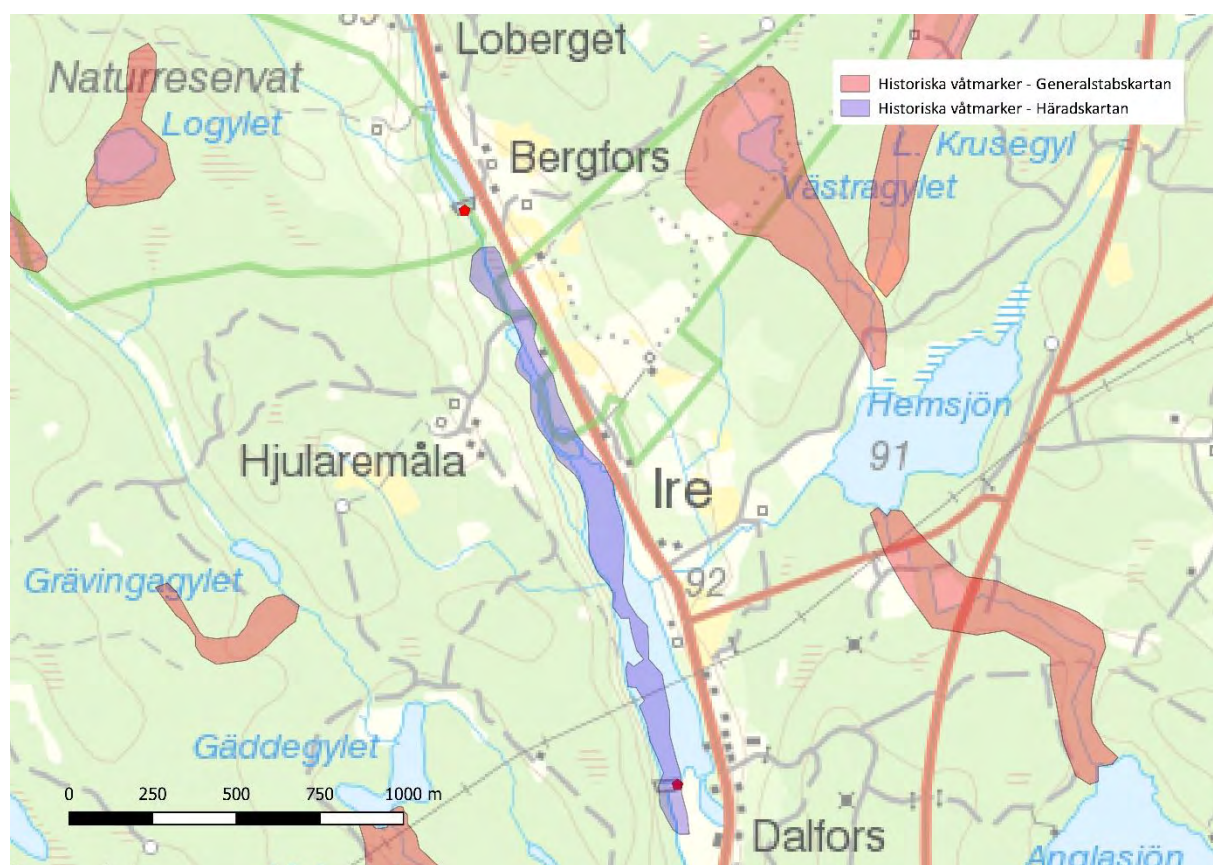 89
Loberget
Naturreservat
Logylet
Bergfors
Historiska våtmarker - Generalstabskartan
Historiska våtmarker - Häradskartan
L. Krusegyl
Västragylet
Hemsjön
91
Hjularemåla
Ire
Grävingagylet
92
Gäddegylet
0 250 500 750 1000 m
Dalfors
Anglasjön